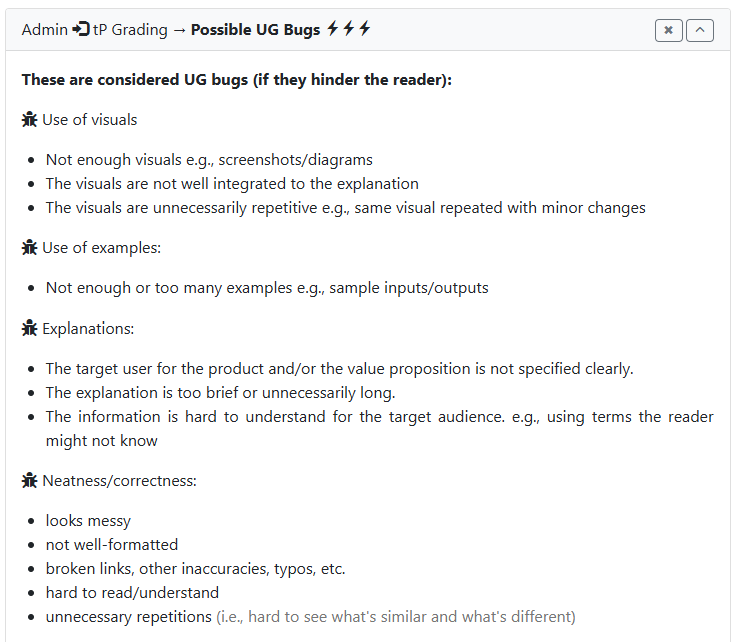 Admin tP Grading → Possible UG Bugs
These are considered UG bugs (if they hinder the reader):
Use of visuals
• Not enough visuals e.g., screenshots/diagrams
• The visuals are not well integrated to the explanation
• The visuals are unnecessarily repetitive e.g., same visual repeated with minor changes
Use of examples:
• Not enough or too many examples e.g., sample inputs/outputs
Explanations:
• The target user for the product and/or the value proposition is not specified clearly.
• The explanation is too brief or unnecessarily long.
• The information is hard to understand for the target audience. e.g., using terms the reader
might not know
Neatness/correctness:
• looks messy
• not well-formatted
• broken links, other inaccuracies, typos, etc.
• hard to read/understand
• unnecessary repetitions (i.e., hard to see what's similar and what's different)